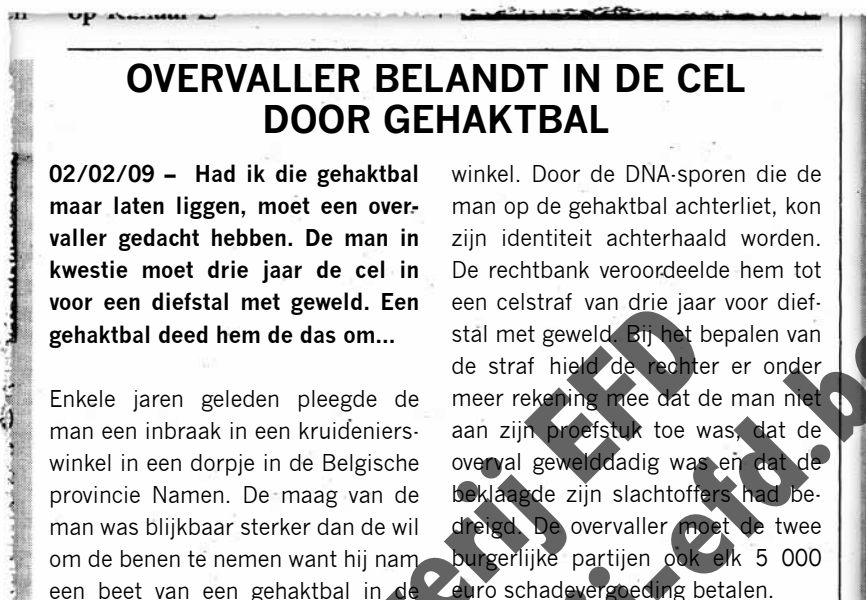 op
OVERVALLER BELANDT IN DE CEL
DOOR GEHAKTBAL
02/02/09 – Had ik die gehaktbal
maar laten liggen, moet een over-
valler gedacht hebben. De man in
kwestie moet drie jaar de cel in
voor een diefstal met geweld. Een
gehaktbal deed hem de das om...
Enkele jaren geleden pleegde de
man een inbraak in een kruideniers-
winkel in een dorpje in de Belgische
provincie Namen. De maag van de
man was blijkbaar sterker dan de wil
om de benen te nemen want hij nam
een beet van een gehaktbal in de
winkel. Door de DNA-sporen die de
man op de gehaktbal achterliet, kon
zijn identiteit achterhaald worden.
De rechtbank veroordeelde hem tot
een celstraf van drie jaar voor dief-
stal met geweld. Bij het bepalen van
de straf hield de rechter er onder
meer rekening mee dat de man niet
aan zijn proefstuk toe was, dat de
overval gewelddadig was en dat de
beklaagde zijn slachtoffers had be-
dreigd. De overvaller moet de twee
burgerlijke partijen ook elk 5 000
euro schadevergoeding betalen.
erij EFD
j-efd.be